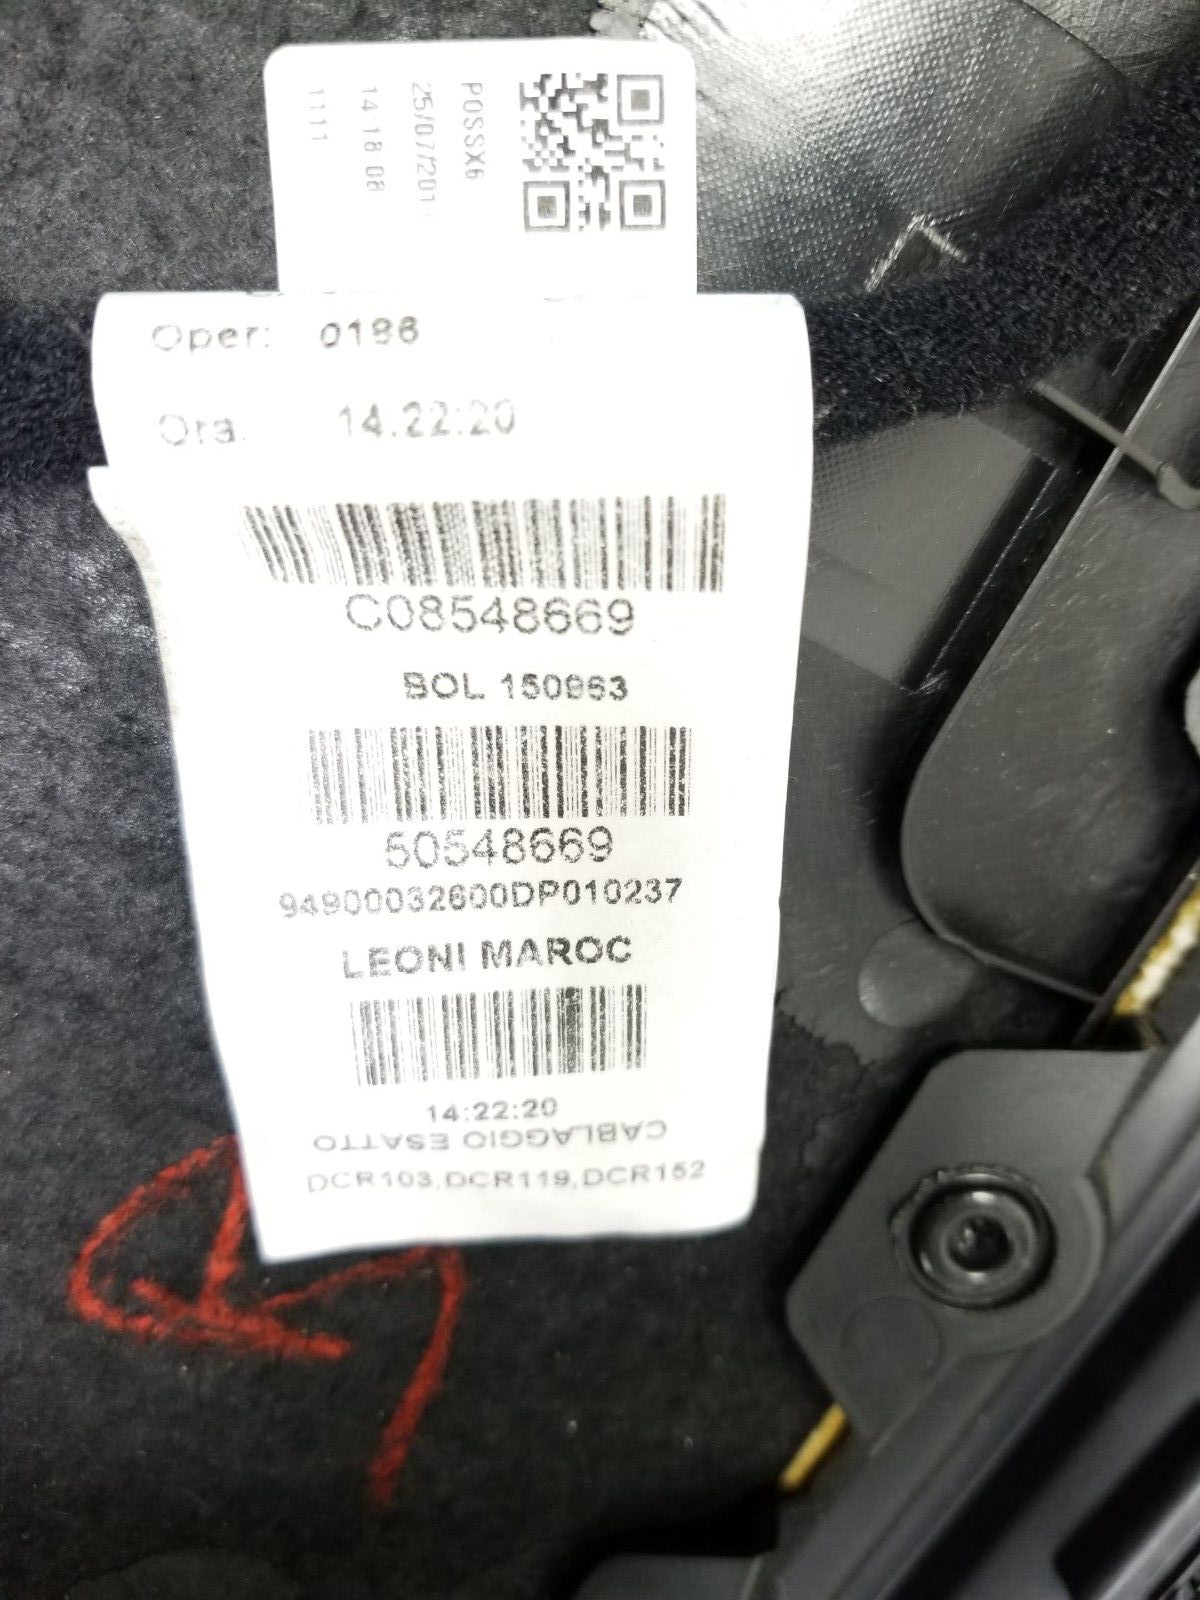 P0SSX6
25/07/201
14:18 08
1111
Oper: 0186
Ora. 14.22:20
C08548669
BOL 150963
50548669
94900032600DP010237
LEONI MAROC
14:22:20
CABLAGGIO ESATTO
DCR103,DCR119,DCR152